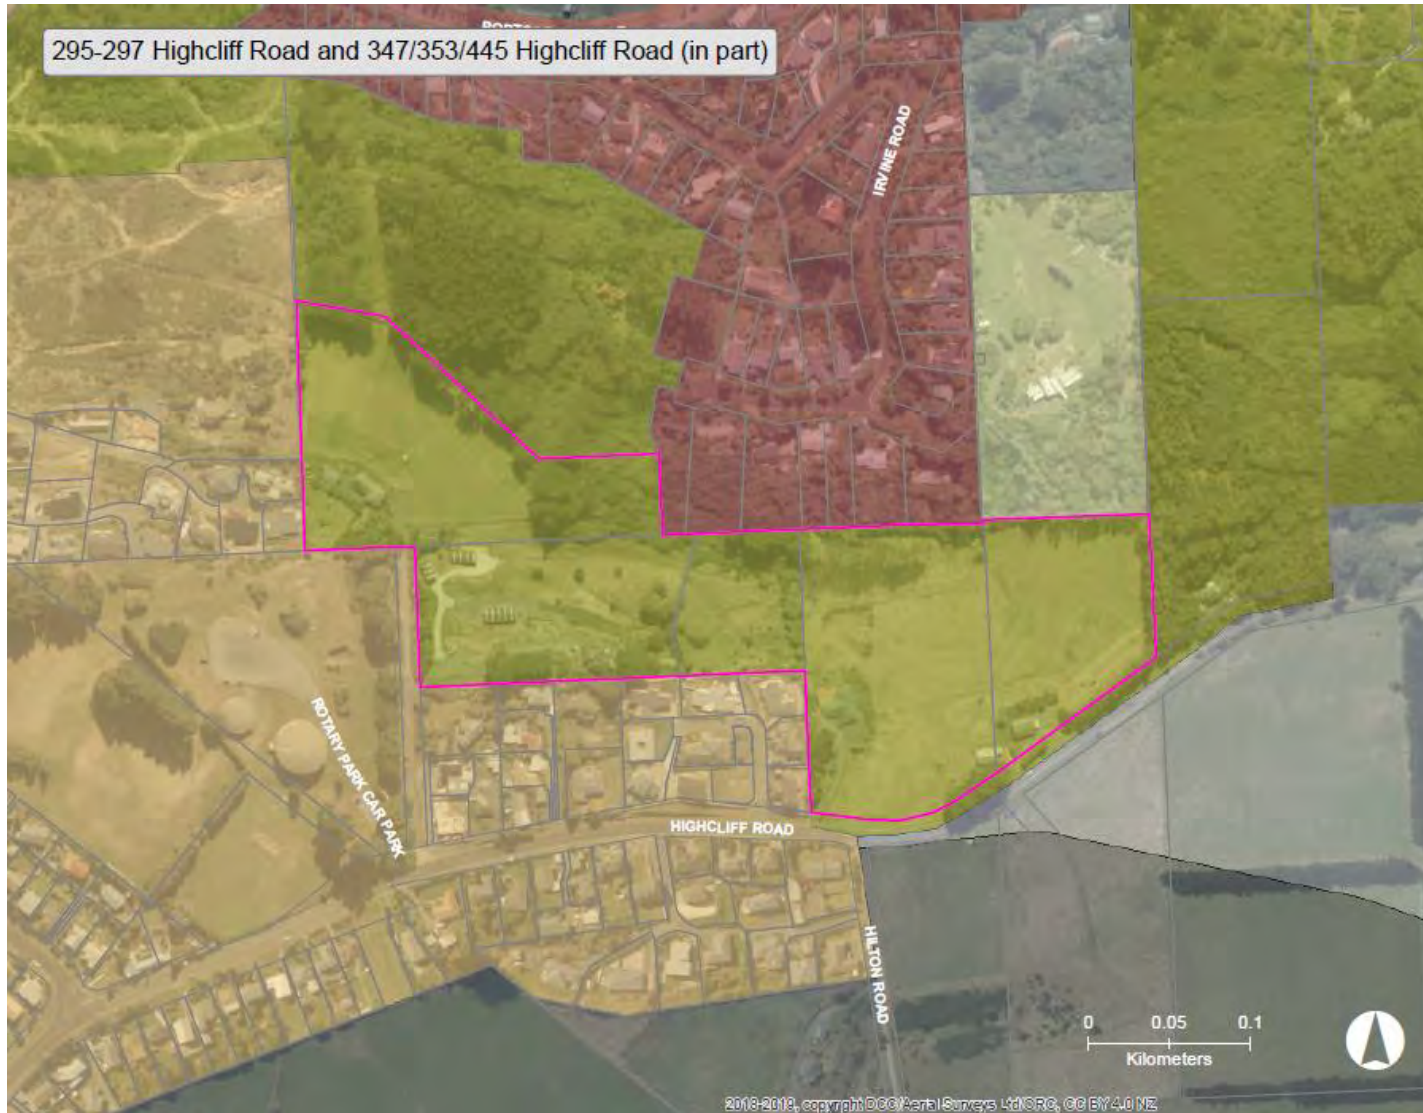 295-297 Highcliff Road and 347/353/445 Highcliff Road (in part)
IRVINE ROAD
ROTARY PARK CAR PARK
HIGHCLIFF ROAD
HILTON ROAD
0 0.05 0.1
Kilometers
2018-2019, copyright DCC/Aerial Surveys Ltd/ORC, CC BY 4.0 NZ